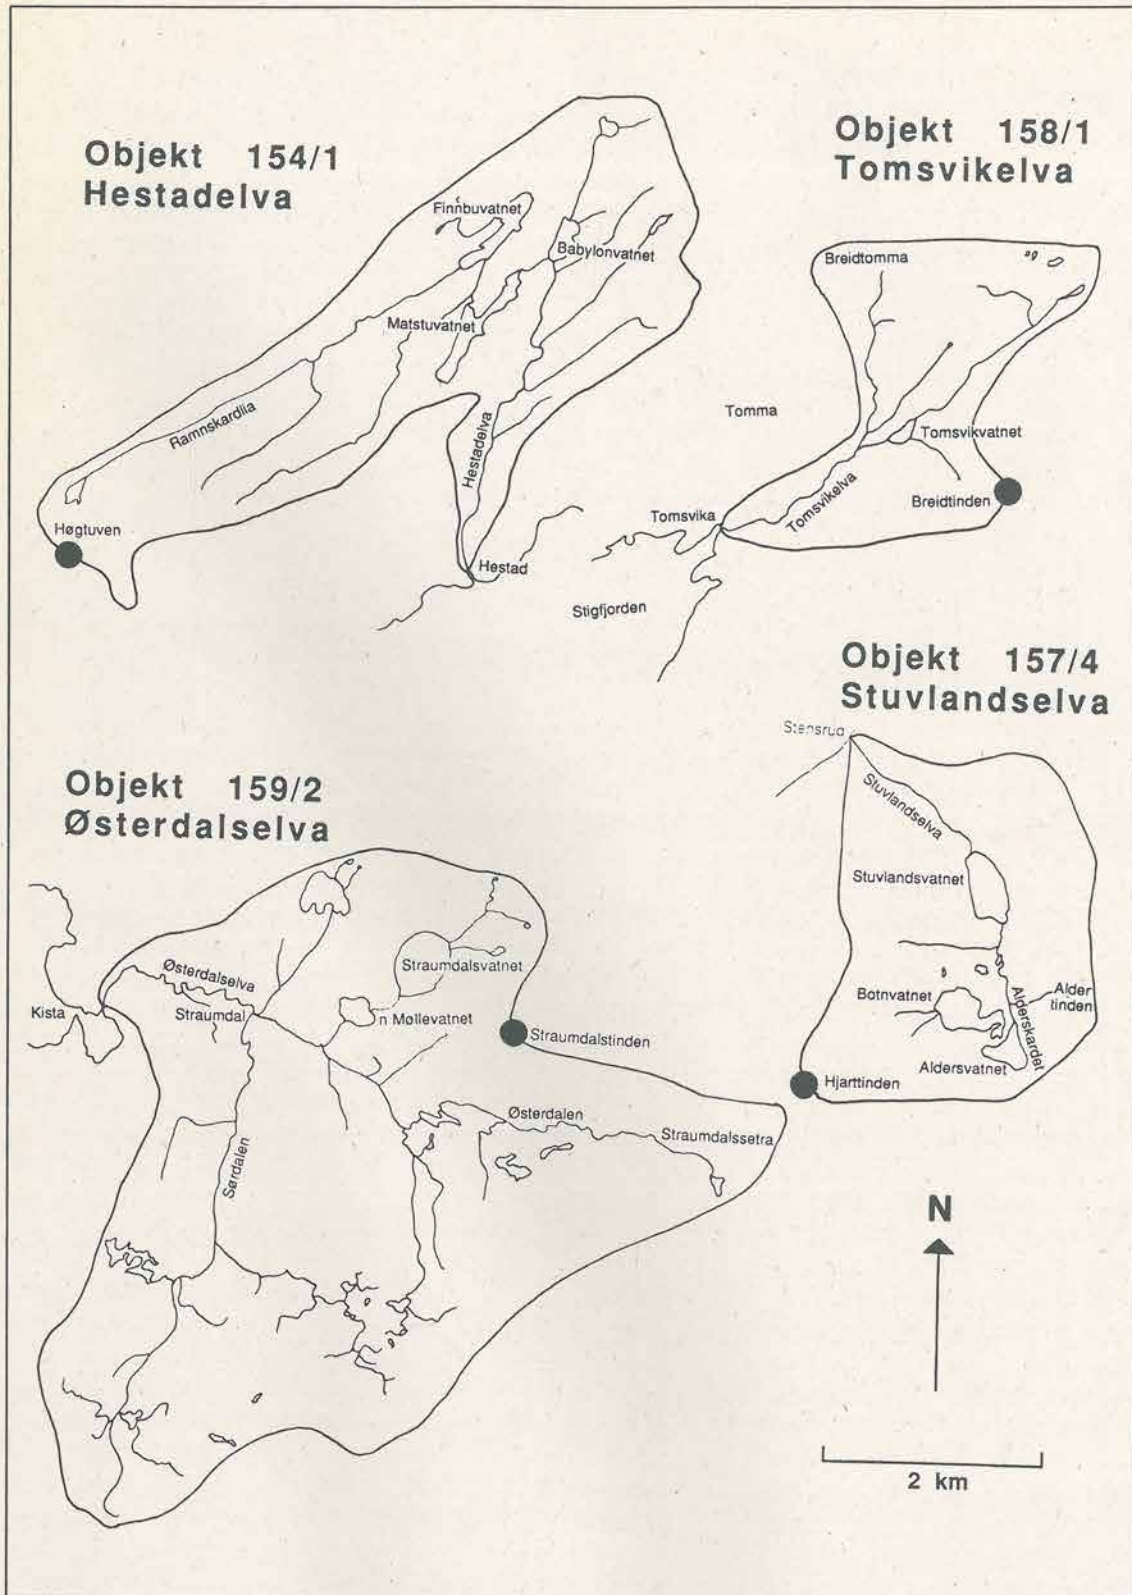 Objekt 154/1
Hestadelva
Finnbuvatnet
Babylonvatnet
Matstuvatnet
Ramnskardlia
Hestadelva
Høgtuven
Hestad
Objekt 158/1
Tomsvikelva
Breidtomma
Tomma
Tomsvikvatnet
Tomsvika
Tomsvikelva
Breidtinden
Stigfjorden
Objekt 157/4
Stuvlandselva
Stensrud
Stuvlandselva
Stuvlandsvatnet
Botnvatnet
Alderskardet
Alder
tinden
Aldersvatnet
Hjarttinden
Objekt 159/2
Østerdalselva
Østerdalselva
Straumdalsvatnet
Kista
Straumdal
n Møllevatnet
Straumdalstinden
Østerdalen
Straumdalssetra
Sørdalen
N
2 km